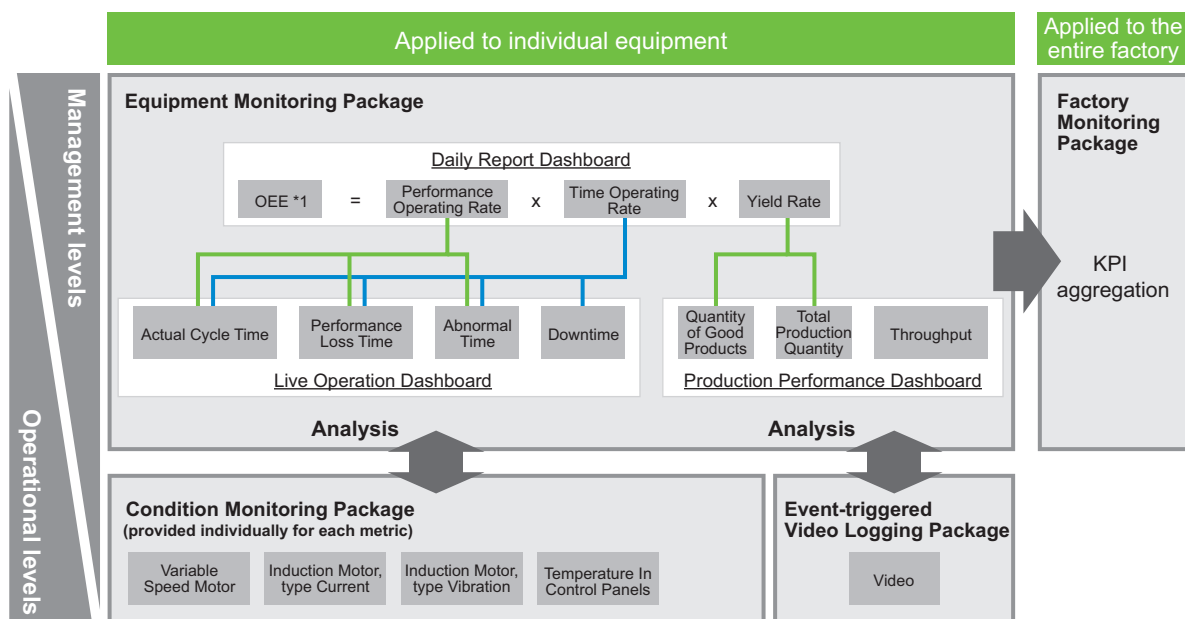 Applied to individual equipment
Applied to the
entire factory
Management levels
Operational levels
Equipment Monitoring Package
Daily Report Dashboard
OEE *1
=
Performance
Operating Rate
x
Time Operating
Rate
x
Yield Rate
Actual Cycle Time
Performance
Loss Time
Abnormal
Time
Downtime
Live Operation Dashboard
Quantity
of Good
Products
Total
Production
Quantity
Throughput
Production Performance Dashboard
Analysis
Analysis
Factory
Monitoring
Package
KPI
aggregation
Condition Monitoring Package
(provided individually for each metric)
Variable
Speed Motor
Induction Motor,
type Current
Induction Motor,
type Vibration
Temperature In
Control Panels
Event-triggered
Video Logging Package
Video